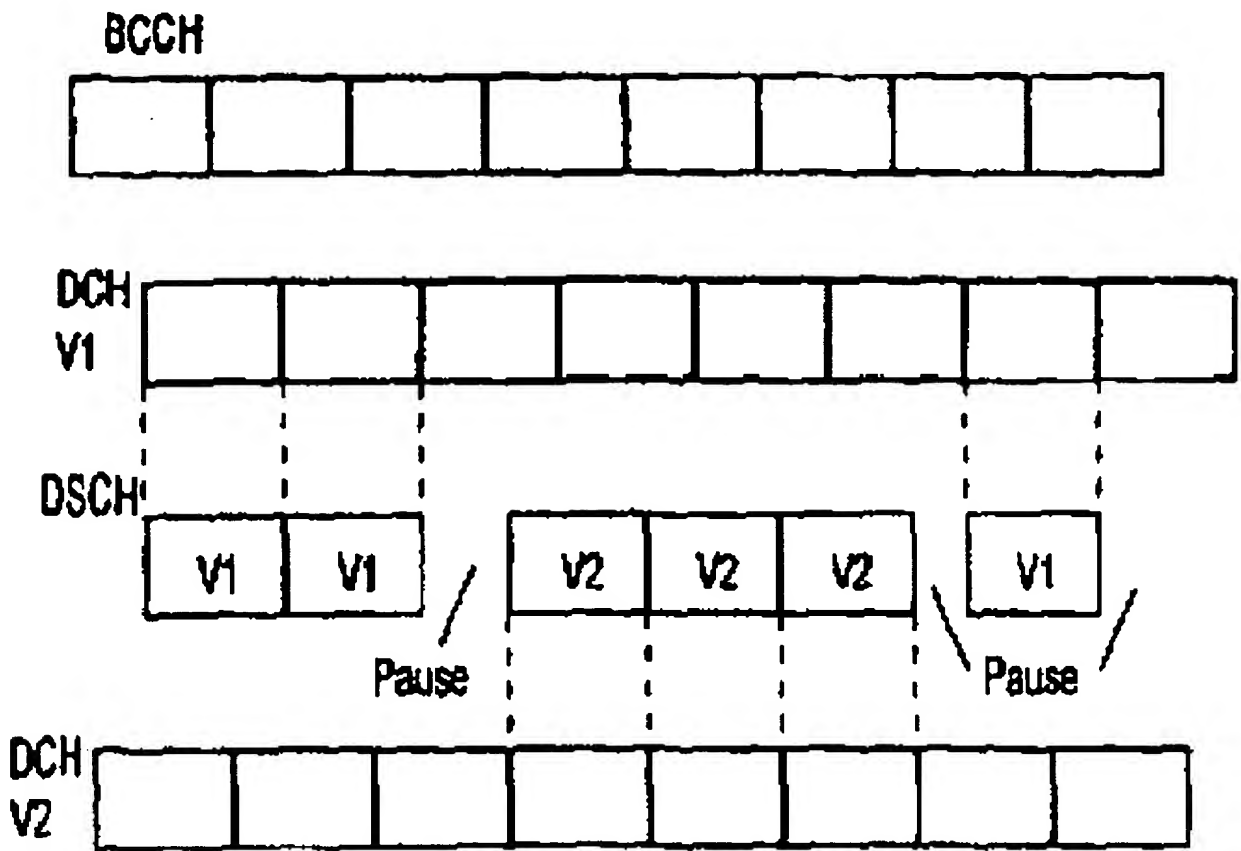 BCCH
DCH
V1
DSCH
V1 V1 V2 V2 V2 V1
Pause Pause
DCH
V2